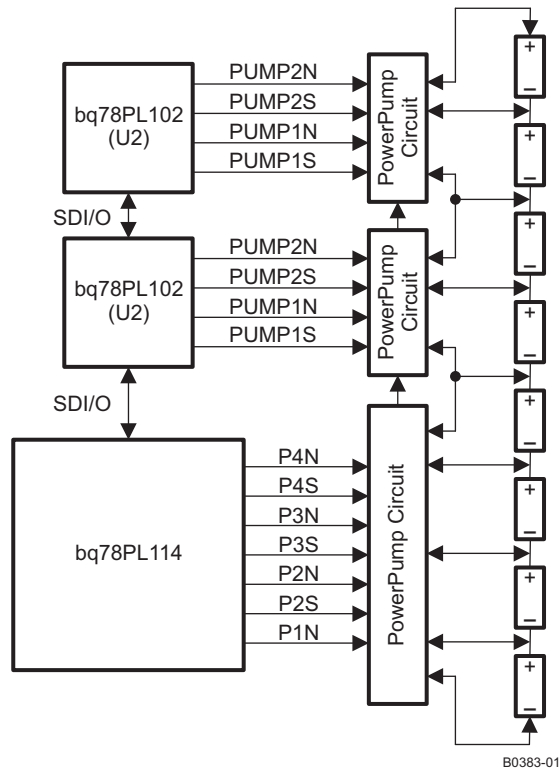 bq78PL102
(U2)
PUMP2N
PUMP2S
PUMP1N
PUMP1S
PowerPump
Circuit
SDI/O
bq78PL102
(U2)
PUMP2N
PUMP2S
PUMP1N
PUMP1S
PowerPump
Circuit
SDI/O
bq78PL114
P4N
P4S
P3N
P3S
P2N
P2S
P1N
PowerPump Circuit
+
–
+
–
+
–
+
–
+
–
+
–
+
–
+
–
B0383-01